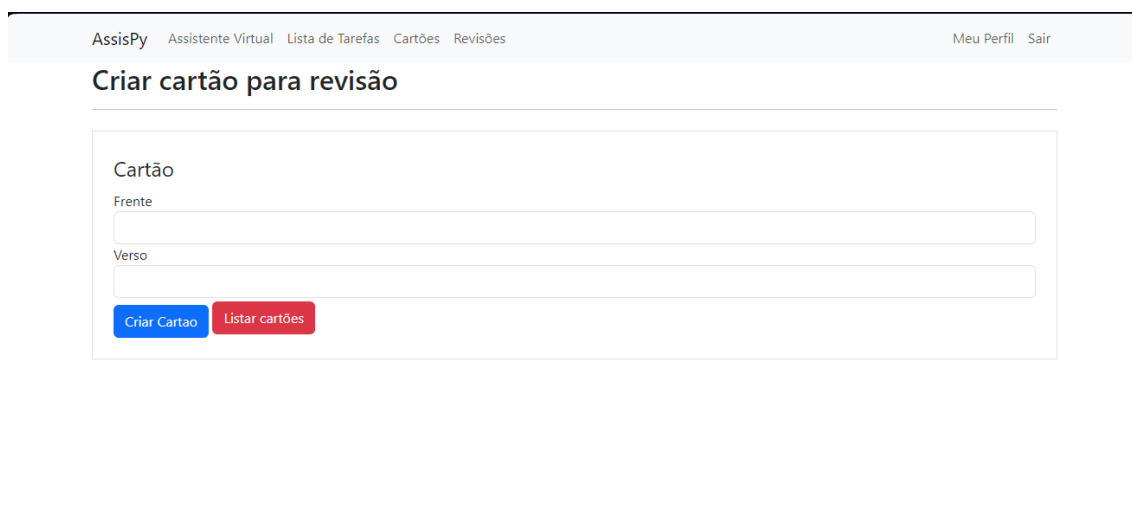 AssisPy Assistente Virtual Lista de Tarefas Cartões Revisões Meu Perfil Sair
Criar cartão para revisão
Cartão
Frente
Verso
Criar Cartao Listar cartões